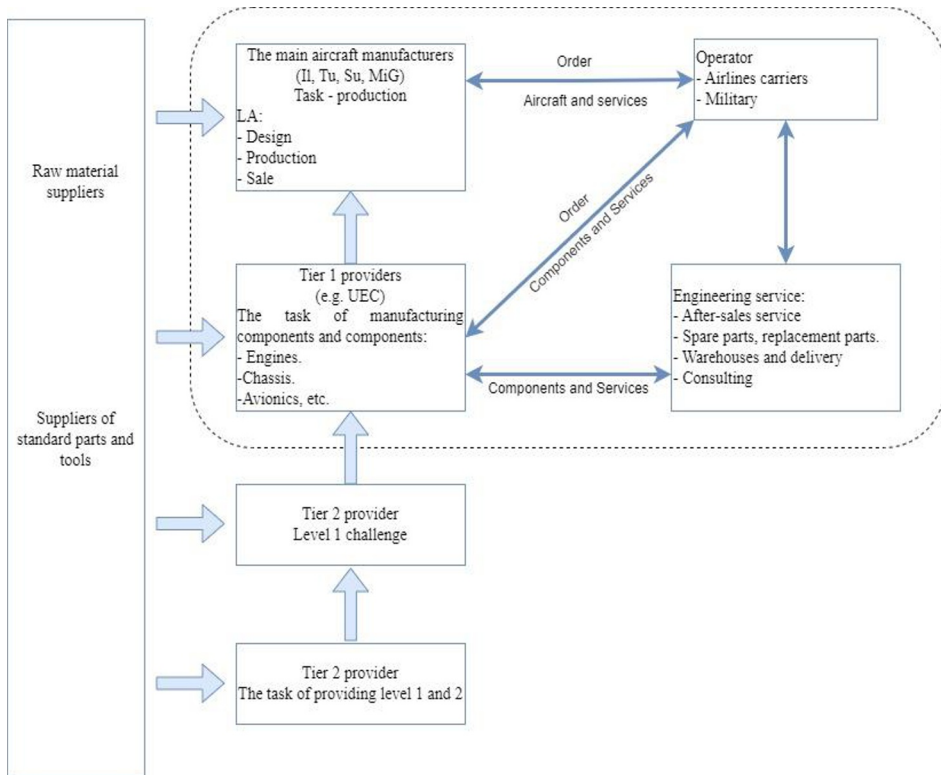 Raw material
suppliers
Suppliers of
standard parts and
tools
The main aircraft manufacturers
(Il, Tu, Su, MiG)
Task - production
LA:
- Design
- Production
- Sale
Order
Aircraft and services
Operator
- Airlines carriers
- Military
Order
Components and Services
Tier 1 providers
(e.g. UEC)
The task of manufacturing
components and components:
- Engines.
-Chassis.
-Avionics, etc.
Components and Services
Engineering service:
- After-sales service
- Spare parts, replacement parts.
- Warehouses and delivery
- Consulting
Tier 2 provider
Level 1 challenge
Tier 2 provider
The task of providing level 1 and 2